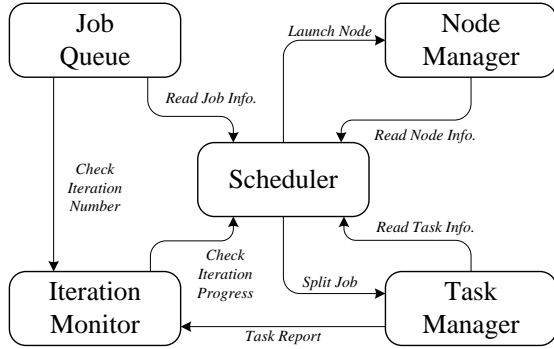 Job
Queue
Launch Node
Node
Manager
Read Job Info.
Read Node Info.
Scheduler
Check
Iteration
Number
Read Task Info.
Check
Iteration
Progress
Split Job
Iteration
Monitor
Task Report
Task
Manager